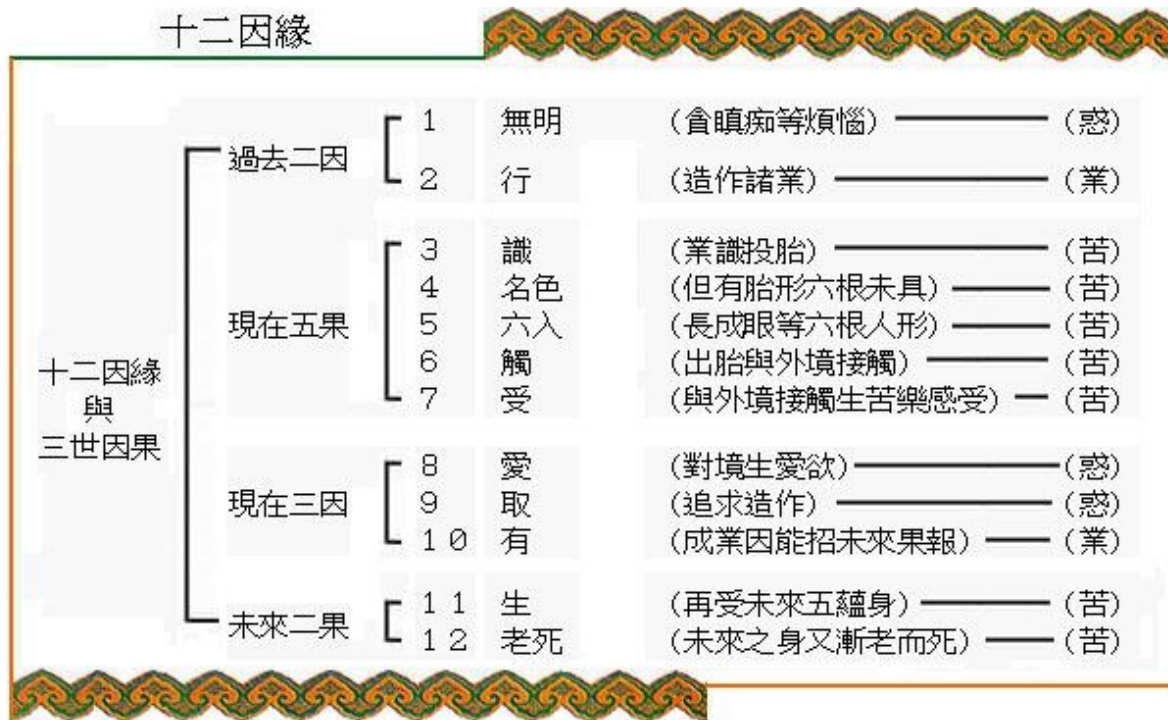 十二因緣
十二因緣
與
三世因果
過去二因
1 無明 (貪瞋痴等煩惱) (惑)
2 行 (造作諸業) (業)
現在五果
3 識 (業識投胎) (苦)
4 名色 (但有胎形六根未具) (苦)
5 六入 (長成眼等六根人形) (苦)
6 觸 (出胎與外境接觸) (苦)
7 受 (與外境接觸生苦樂感受) (苦)
現在三因
8 愛 (對境生愛欲) (惑)
9 取 (追求造作) (惑)
10 有 (成業因能招未來果報) (業)
未來二果
11 生 (再受未來五蘊身) (苦)
12 老死 (未來之身又漸老而死) (苦)